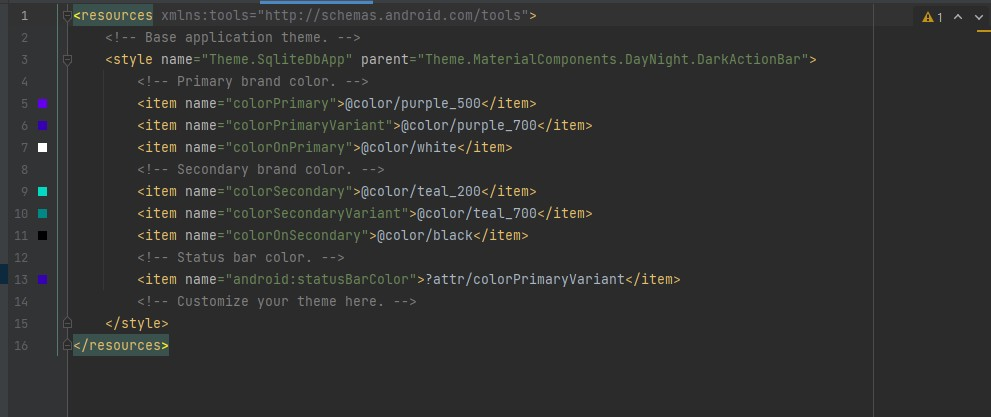 1 <resources xmlns:tools="http://schemas.android.com/tools"> 1
2 <!-- Base application theme. -->
3 <style name="Theme.SqliteDbApp" parent="Theme.MaterialComponents.DayNight.DarkActionBar">
4 <!-- Primary brand color. -->
5 <item name="colorPrimary">@color/purple_500</item>
6 <item name="colorPrimaryVariant">@color/purple_700</item>
7 <item name="colorOnPrimary">@color/white</item>
8 <!-- Secondary brand color. -->
9 <item name="colorSecondary">@color/teal_200</item>
10 <item name="colorSecondaryVariant">@color/teal_700</item>
11 <item name="colorOnSecondary">@color/black</item>
12 <!-- Status bar color. -->
13 <item name="android:statusBarColor">?attr/colorPrimaryVariant</item>
14 <!-- Customize your theme here. -->
15 </style>
16 </resources>